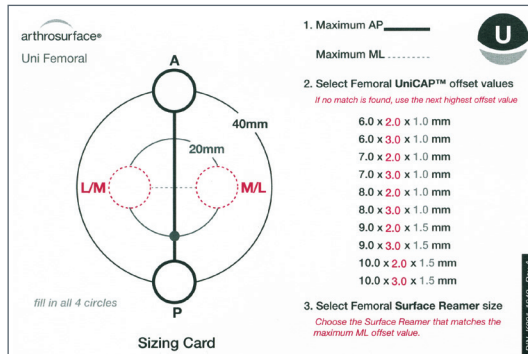 arthrosurface®
Uni Femoral
A
40mm
20mm
L/M
M/L
P
fill in all 4 circles
Sizing Card
1. Maximum AP
Maximum ML
U
2. Select Femoral UniCAP™ offset values
If no match is found, use the next highest offset value
6.0 x 2.0 x 1.0 mm
6.0 x 3.0 x 1.0 mm
7.0 x 2.0 x 1.0 mm
7.0 x 3.0 x 1.0 mm
8.0 x 2.0 x 1.0 mm
8.0 x 3.0 x 1.0 mm
9.0 x 2.0 x 1.5 mm
9.0 x 3.0 x 1.5 mm
10.0 x 2.0 x 1.5 mm
10.0 x 3.0 x 1.5 mm
3. Select Femoral Surface Reamer size
Choose the Surface Reamer that matches the
maximum ML offset value.